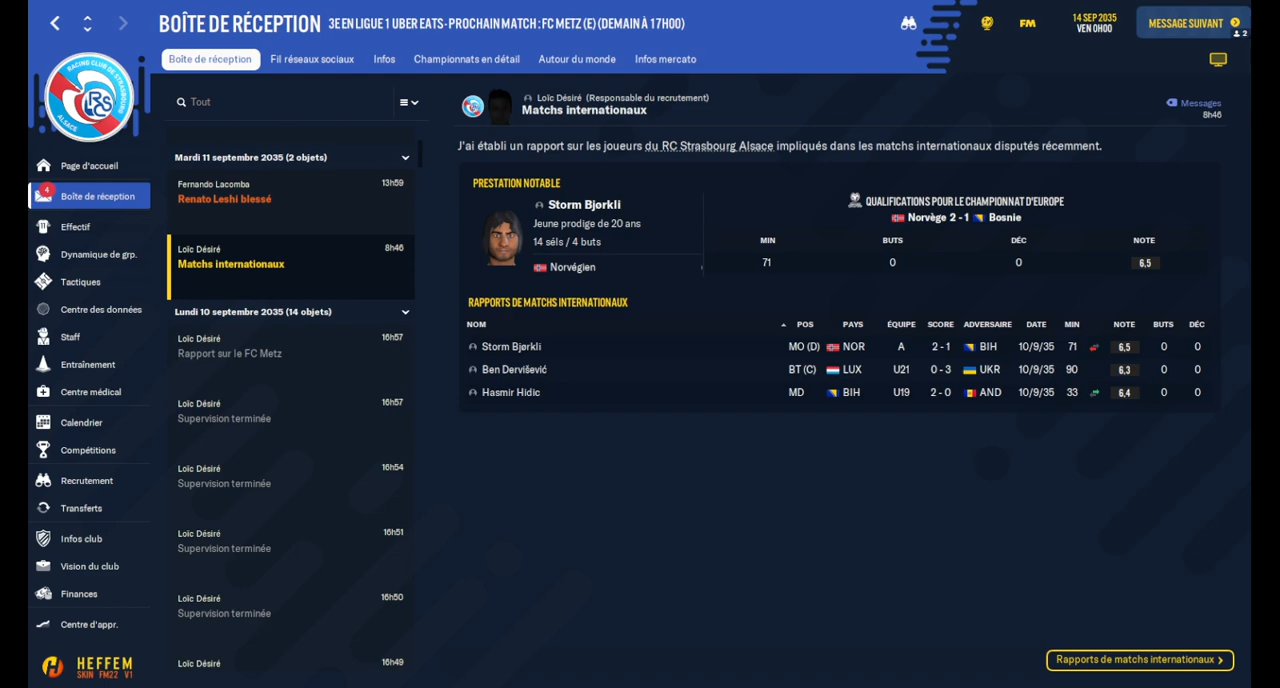 BOÎTE DE RÉCEPTION 3E EN LIGUE 1 UBER EATS - PROCHAIN MATCH : FC METZ (E) (DEMAIN À 17H00)
FM
14 SEP 2035
VEN 0H00
MESSAGE SUIVANT
2
Boîte de réception Fil réseaux sociaux Infos Championnats en détail Autour du monde Infos mercato
RACING CLUB DE STRASBOURG
RCS
ALSACE
Page d'accueil
4
Boîte de réception
Effectif
Dynamique de grp.
Tactiques
Centre des données
Staff
Entraînement
Centre médical
Calendrier
Compétitions
Recrutement
Transferts
Infos club
Vision du club
Finances
Centre d'appr.
HEFFEM
SKIN FM22 V1
Tout
Mardi 11 septembre 2035 (2 objets)
Fernando Lacomba 13h59
Renato Leshi blessé
Loïc Désiré 8h46
Matchs internationaux
Lundi 10 septembre 2035 (14 objets)
Loïc Désiré 16h57
Rapport sur le FC Metz
Loïc Désiré 16h57
Supervision terminée
Loïc Désiré 16h54
Supervision terminée
Loïc Désiré 16h51
Supervision terminée
Loïc Désiré 16h50
Supervision terminée
Loïc Désiré 16h49
Loïc Désiré (Responsable du recrutement)
Matchs internationaux
Messages
8h46
J'ai établi un rapport sur les joueurs du RC Strasbourg Alsace impliqués dans les matchs internationaux disputés récemment.
PRESTATION NOTABLE
Storm Bjørkli
Jeune prodige de 20 ans
14 séls / 4 buts
Norvégien
QUALIFICATIONS POUR LE CHAMPIONNAT D'EUROPE
Norvège 2 - 1 Bosnie
MIN BUTS DÉC NOTE
71 0 0 6,5
RAPPORTS DE MATCHS INTERNATIONAUX
NOM POS PAYS ÉQUIPE SCORE ADVERSAIRE DATE MIN NOTE BUTS DÉC
Storm Bjørkli MO (D) NOR A 2 - 1 BIH 10/9/35 71 6,5 0 0
Ben Dervišević BT (C) LUX U21 0 - 3 UKR 10/9/35 90 6,3 0 0
Hasmir Hidic MD BIH U19 2 - 0 AND 10/9/35 33 6,4 0 0
Rapports de matchs internationaux